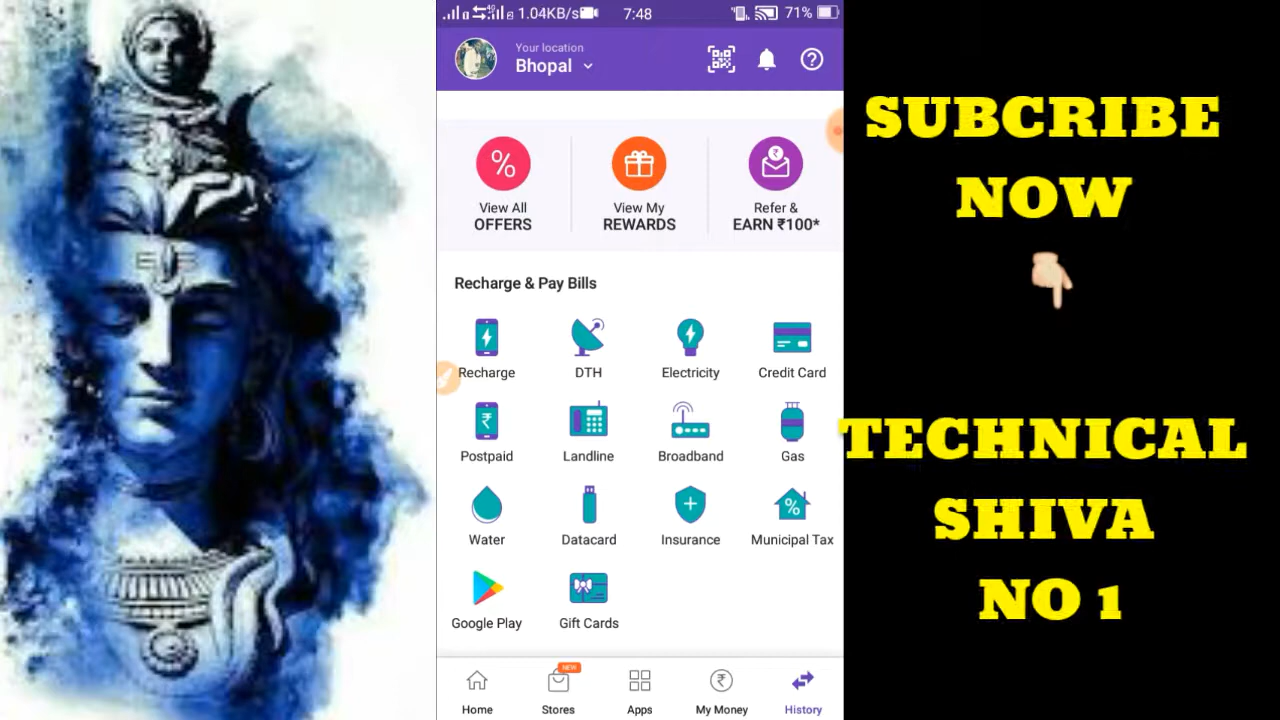 1.04KB/s 7:48 71%
Your location
Bhopal
View All
OFFERS
View My
REWARDS
Refer &
EARN ₹100*
Recharge & Pay Bills
Recharge DTH Electricity Credit Card
Postpaid Landline Broadband Gas
Water Datacard Insurance Municipal Tax
Google Play Gift Cards
NEW
Home Stores Apps My Money History
SUBCRIBE
NOW
TECHNICAL
SHIVA
NO 1